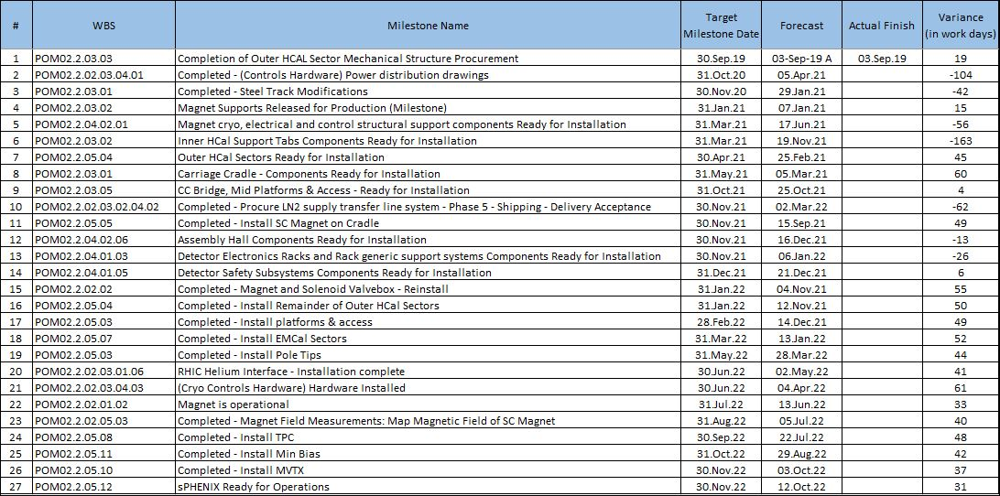 # WBS Milestone Name Target Milestone Date Forecast Actual Finish Variance (in work days)
1 POM02.2.03.03 Completion of Outer HCAL Sector Mechanical Structure Procurement 30.Sep.19 03-Sep-19 A 03.Sep.19 19
2 POM02.2.02.03.04.01 Completed - (Controls Hardware) Power distribution drawings 31.Oct.20 05.Apr.21 -104
3 POM02.2.03.01 Completed - Steel Track Modifications 30.Nov.20 29.Jan.21 -42
4 POM02.2.03.02 Magnet Supports Released for Production (Milestone) 31.Jan.21 07.Jan.21 15
5 POM02.2.04.02.01 Magnet cryo, electrical and control structural support components Ready for Installation 31.Mar.21 17.Jun.21 -56
6 POM02.2.03.02 Inner HCal Support Tabs Components Ready for Installation 31.Mar.21 19.Nov.21 -163
7 POM02.2.05.04 Outer HCal Sectors Ready for Installation 30.Apr.21 25.Feb.21 45
8 POM02.2.03.01 Carriage Cradle - Components Ready for Installation 31.May.21 05.Mar.21 60
9 POM02.2.03.05 CC Bridge, Mid Platforms & Access - Ready for Installation 31.Oct.21 25.Oct.21 4
10 POM02.2.02.03.02.04.02 Completed - Procure LN2 supply transfer line system - Phase 5 - Shipping - Delivery Acceptance 30.Nov.21 02.Mar.22 -62
11 POM02.2.05.05 Completed - Install SC Magnet on Cradle 30.Nov.21 15.Sep.21 49
12 POM02.2.04.02.06 Assembly Hall Components Ready for Installation 30.Nov.21 16.Dec.21 -13
13 POM02.2.04.01.03 Detector Electronics Racks and Rack generic support systems Components Ready for Installation 30.Nov.21 06.Jan.22 -26
14 POM02.2.04.01.05 Detector Safety Subsystems Components Ready for Installation 31.Dec.21 21.Dec.21 6
15 POM02.2.02.02 Completed - Magnet and Solenoid Valvebox - Reinstall 31.Jan.22 04.Nov.21 55
16 POM02.2.05.04 Completed - Install Remainder of Outer HCal Sectors 31.Jan.22 12.Nov.21 50
17 POM02.2.05.03 Completed - Install platforms & access 28.Feb.22 14.Dec.21 49
18 POM02.2.05.07 Completed - Install EMCal Sectors 31.May.22 13.Jan.22 52
19 POM02.2.05.03 Completed - Install Pole Tips 31.May.22 28.Mar.22 44
20 POM02.2.02.03.01.06 RHIC Helium Interface - Installation complete 30.Jun.22 02.May.22 41
21 POM02.2.02.03.04.03 (Cryo Controls Hardware) Hardware Installed 30.Jun.22 04.Apr.22 61
22 POM02.2.02.01.02 Magnet is operational 31.Jul.22 13.Jun.22 33
23 POM02.2.02.05.03 Completed - Magnet Field Measurements: Map Magnetic Field of SC Magnet 31.Aug.22 05.Jul.22 40
24 POM02.2.05.08 Completed - Install TPC 30.Sep.22 22.Jul.22 48
25 POM02.2.05.11 Completed - Install Min Bias 31.Oct.22 29.Aug.22 42
26 POM02.2.05.10 Completed - Install MVTX 30.Nov.22 03.Oct.22 37
27 POM02.2.05.12 sPHENIX Ready for Operations 30.Nov.22 12.Oct.22 31